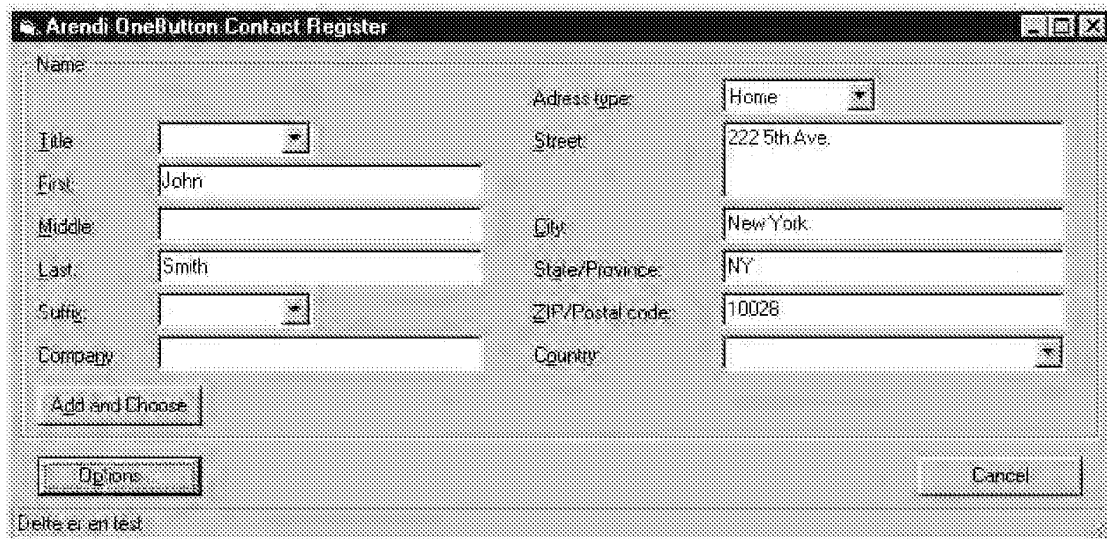 Arendi OneButton Contact Register
Name
Adress type: Home
Title Street: 222 5th Ave.
First: John
Middle: City: New York
Last: Smith State/Province: NY
Suffix: ZIP/Postal code: 10028
Company Country
Add and Choose
Options Cancel
Dette er en test